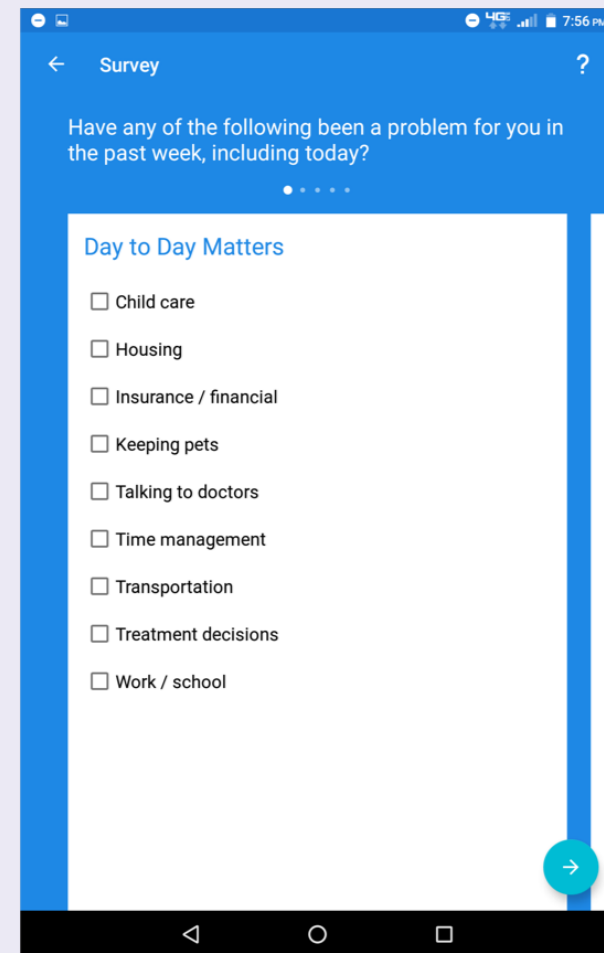 4G 7:56 PM
Survey ?
Have any of the following been a problem for you in
the past week, including today?
Day to Day Matters
Child care
Housing
Insurance / financial
Keeping pets
Talking to doctors
Time management
Transportation
Treatment decisions
Work / school